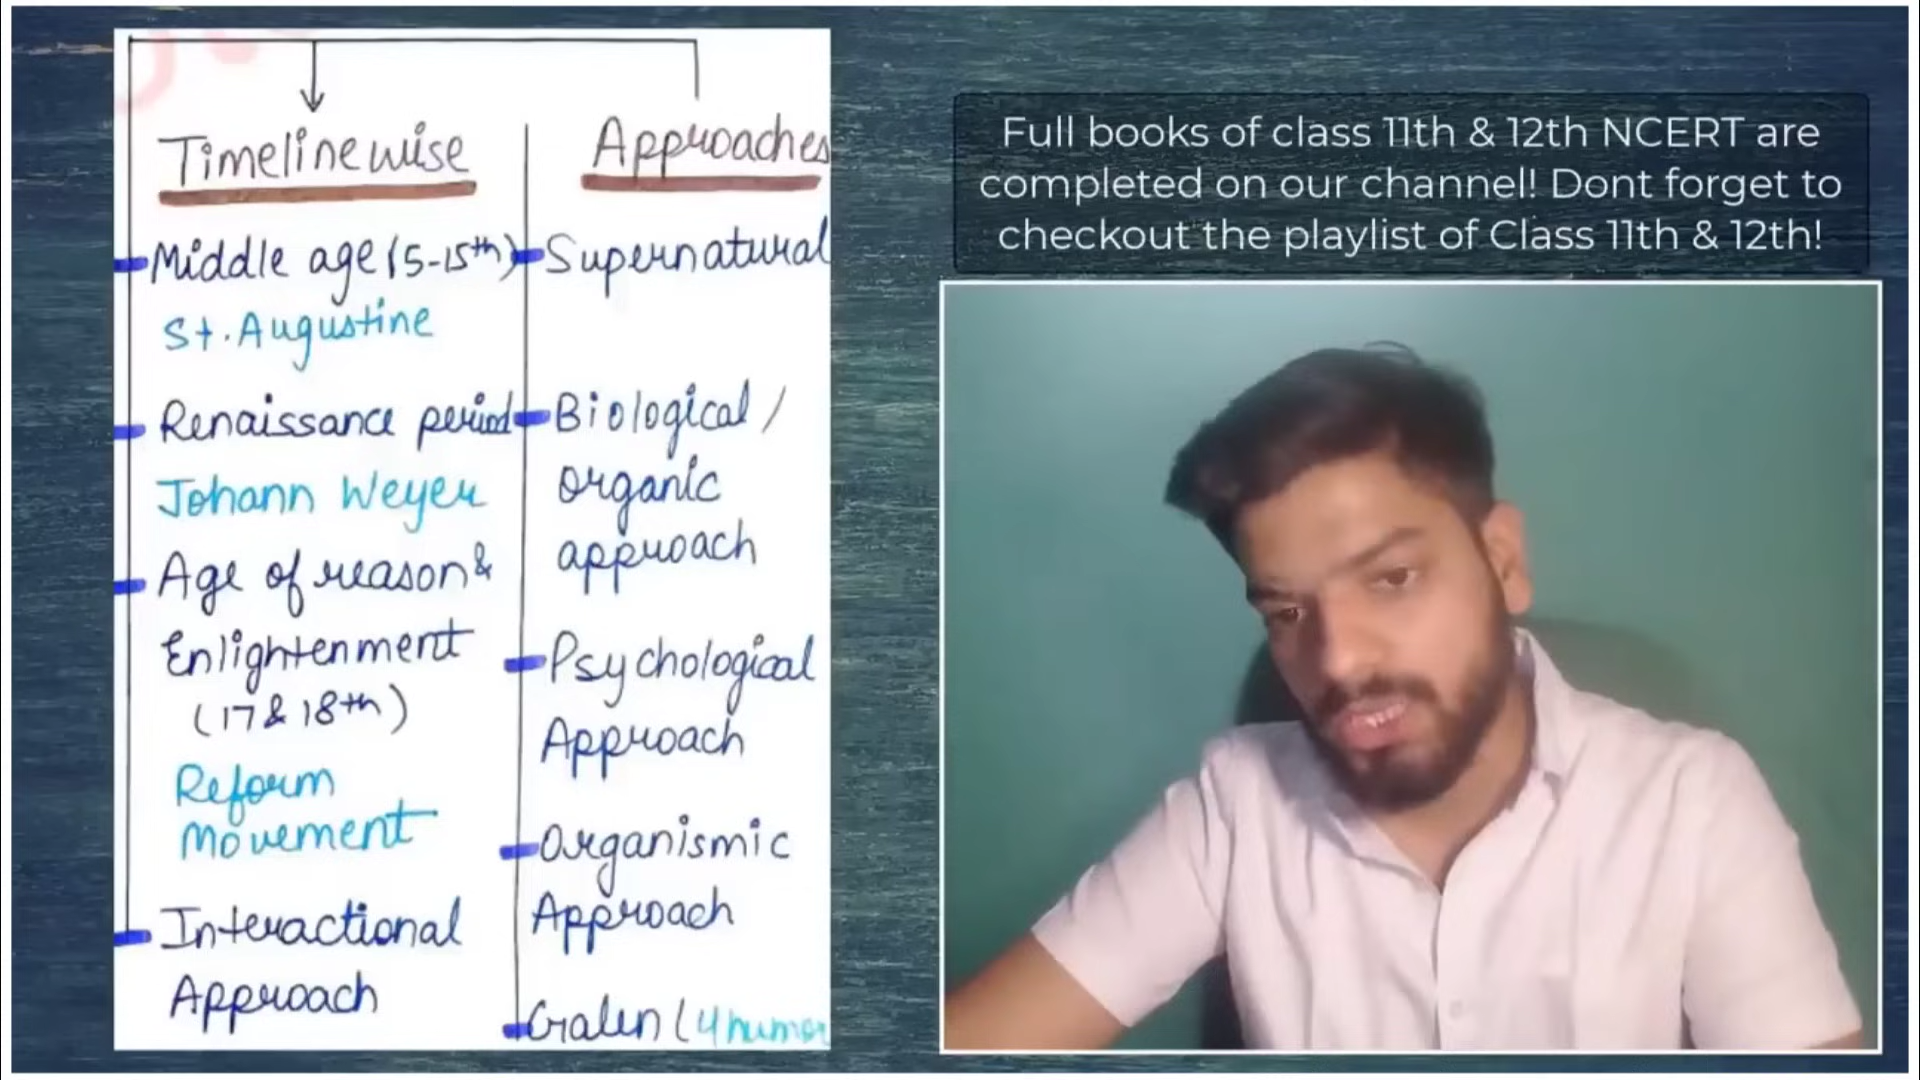 Timelinewise
Middle age (5-15th)
St. Augustine
Renaissance period
Johann Weyer
Age of reason &
Enlightenment
(17 & 18th)
Reform
Movement
Interactional
Approach
Approaches
Supernatural
Biological /
organic
approach
Psychological
Approach
Organismic
Approach
Galen (4 humor
Full books of class 11th & 12th NCERT are
completed on our channel! Dont forget to
checkout the playlist of Class 11th & 12th!